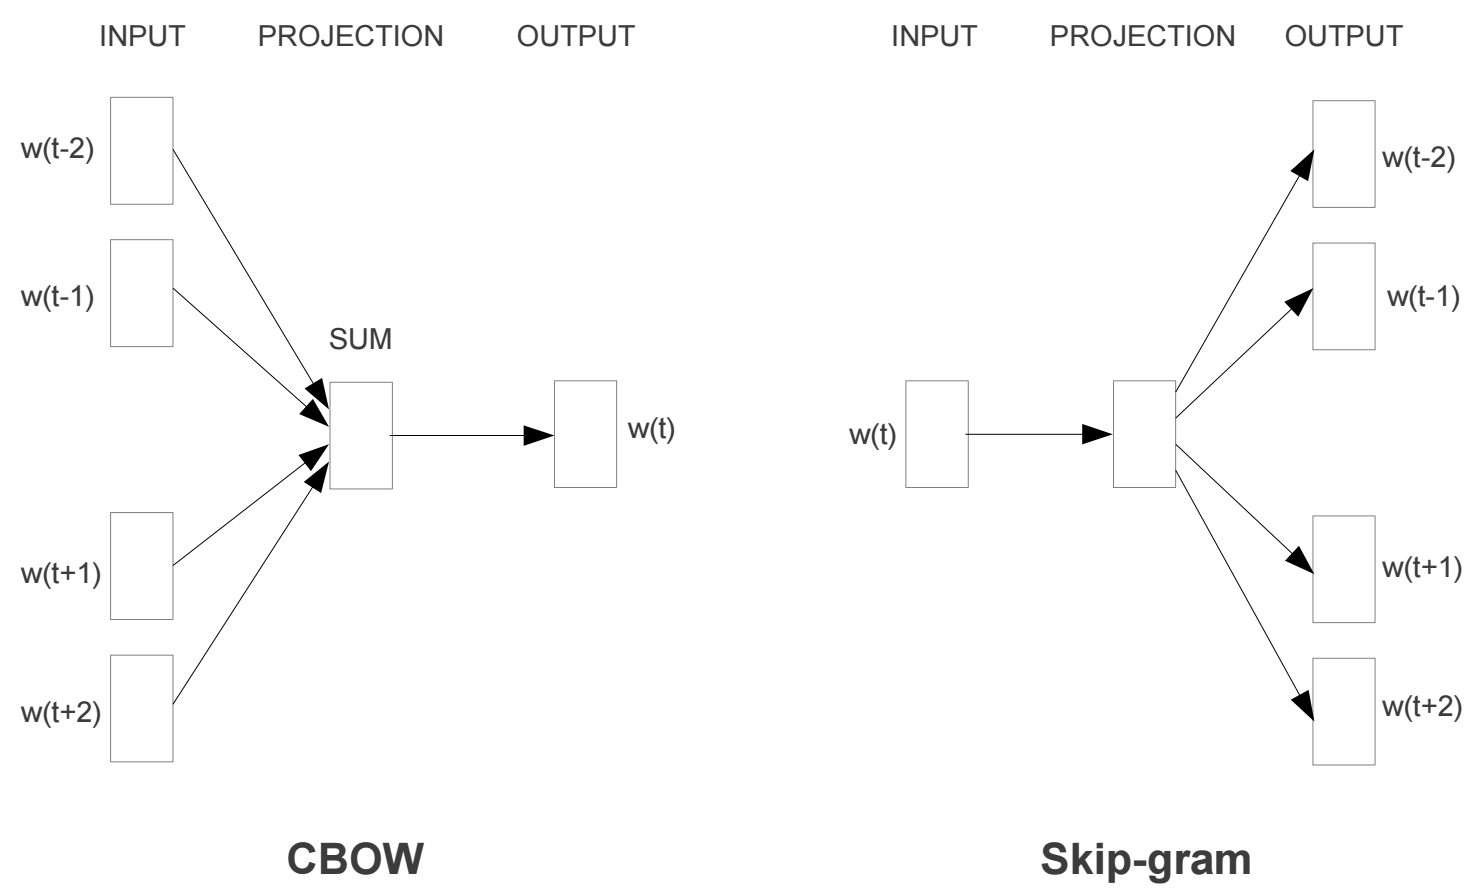 INPUT PROJECTION OUTPUT
w(t-2)
w(t-1)
SUM
w(t)
w(t+1)
w(t+2)
CBOW
INPUT PROJECTION OUTPUT
w(t-2)
w(t-1)
w(t)
w(t+1)
w(t+2)
Skip-gram